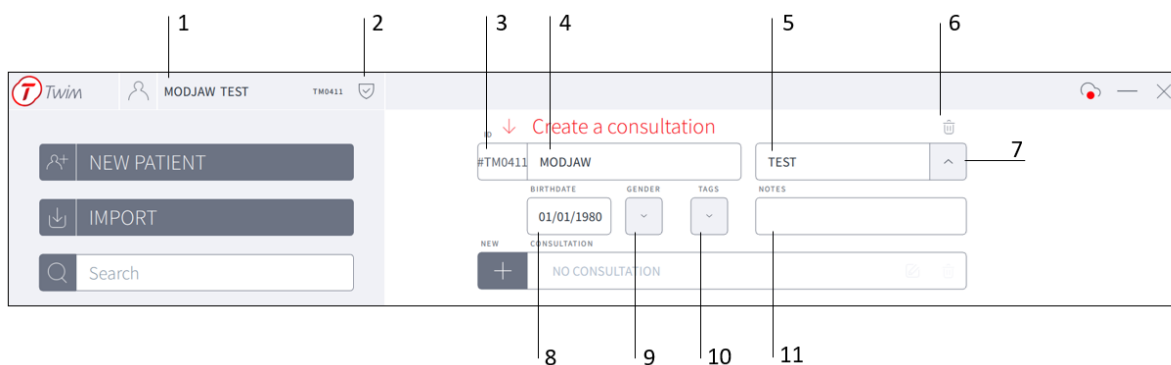 1 2 3 4 5 6
Twim MODJAW TEST TM0411
ID Create a consultation
7
NEW PATIENT #TM0411 MODJAW TEST
BIRTHDATE GENDER TAGS NOTES
IMPORT 01/01/1980
NEW CONSULTATION
Search NO CONSULTATION
8 9 10 11